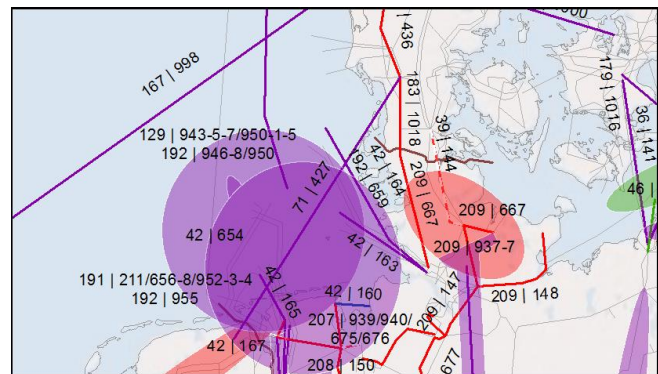 | 436
167 | 998
183 | 1018
179 | 1016
36 | 141
39 | 144
129 | 943-5-7/950-1-5
192 | 946-8/950
71 | 427
42 | 164
192 | 659
209 | 667
46 |
209 | 667
42 | 654
42 | 163
209 | 937-7
191 | 211/656-8/952-3-4
192 | 955
42 | 165
42 | 160
209 | 147
209 | 148
207 | 939/940/
675/676
42 | 167
208 | 150
677